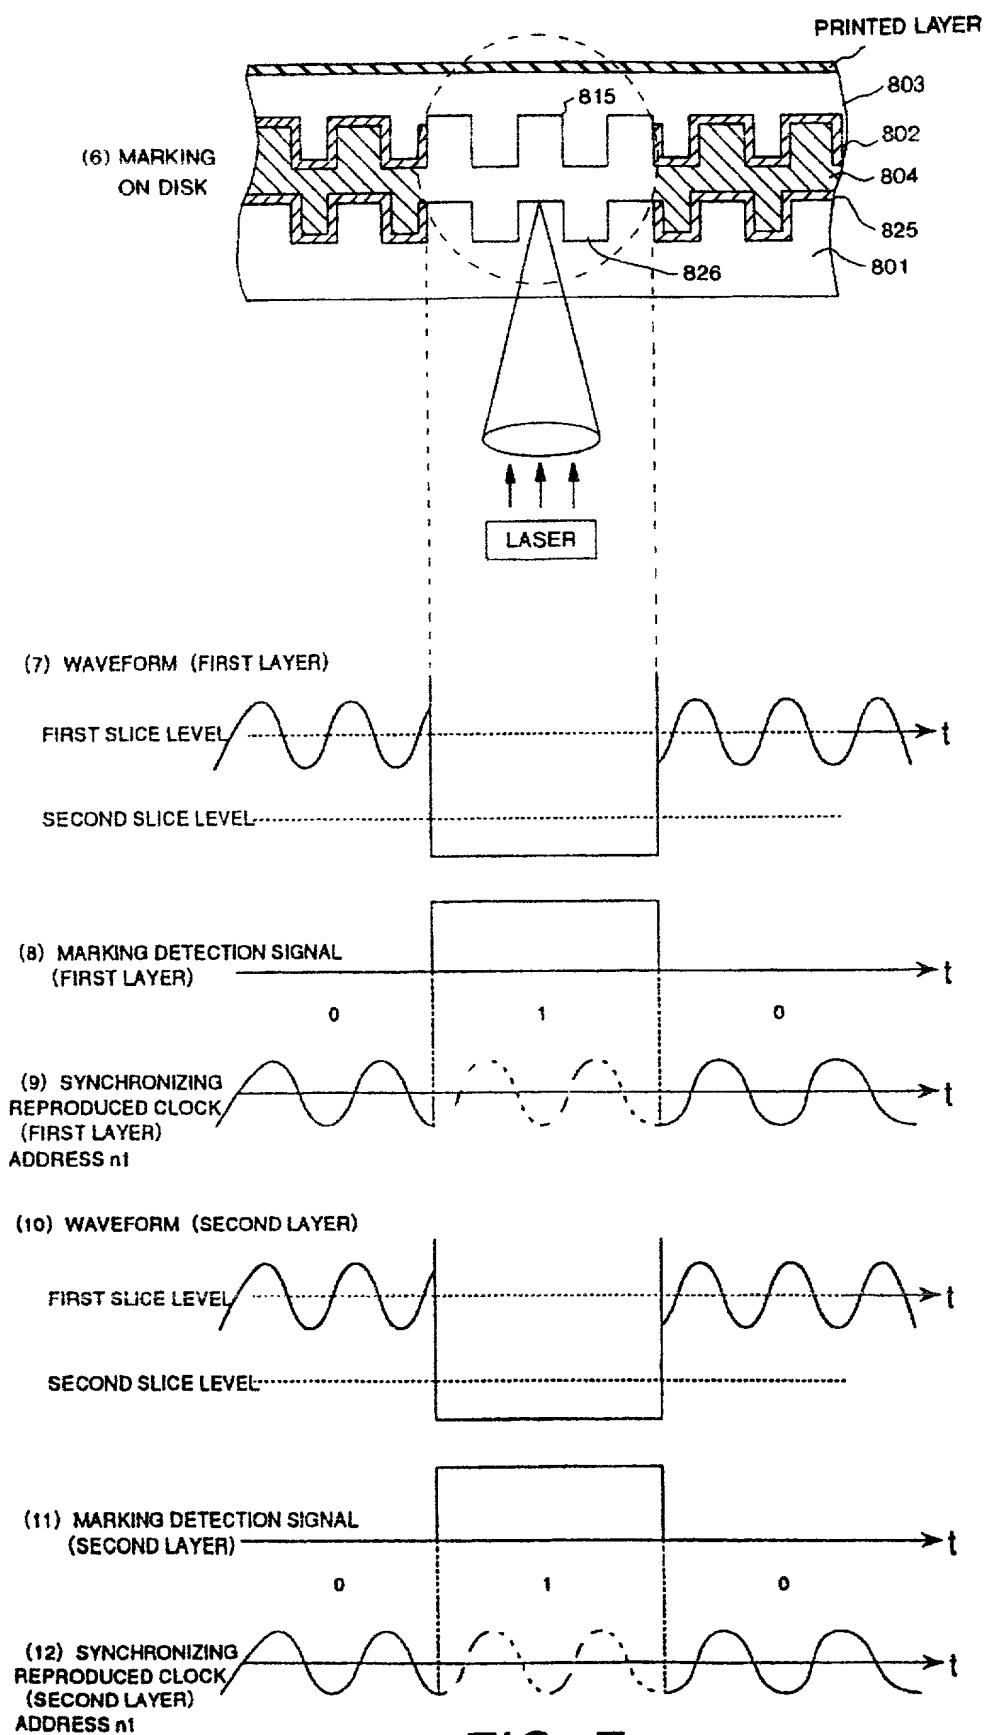 PRINTED LAYER
803
815
802
(6) MARKING
ON DISK
804
825
826
801
LASER
(7) WAVEFORM (FIRST LAYER)
FIRST SLICE LEVEL
t
SECOND SLICE LEVEL
(8) MARKING DETECTION SIGNAL
(FIRST LAYER)
t
0 1 0
(9) SYNCHRONIZING
REPRODUCED CLOCK
(FIRST LAYER)
ADDRESS n1
t
(10) WAVEFORM (SECOND LAYER)
FIRST SLICE LEVEL
t
SECOND SLICE LEVEL
(11) MARKING DETECTION SIGNAL
(SECOND LAYER)
t
0 1 0
(12) SYNCHRONIZING
REPRODUCED CLOCK
(SECOND LAYER)
ADDRESS n1
t